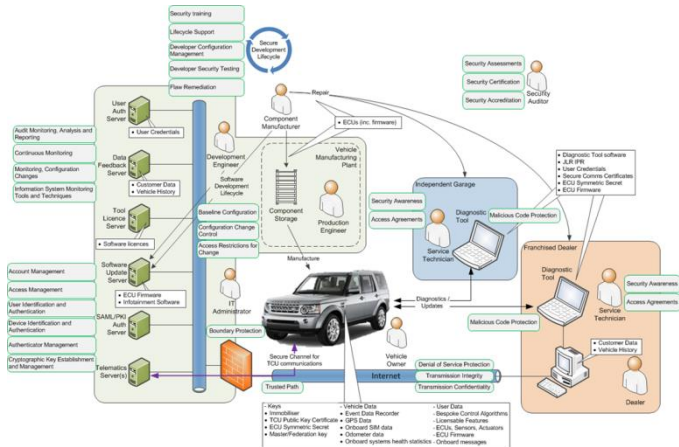 Security training
Lifecycle Support
Developer Configuration
Management
Developer Security Testing
Flaw Remediation
Secure
Development
Lifecycle
Security Assessments
Security Certification
Security Accreditation
Security
Auditor
User
Auth
Server
• User Credentials
Audit Monitoring, Analysis and
Reporting
Continuous Monitoring
Monitoring, Configuration
Changes
Information System Monitoring
Tools and Techniques
Data
Feedback
Server
• Customer Data
• Vehicle History
Development
Engineer
Software
Development
Lifecycle
Component
Manufacturer
Repair
• ECUs (inc. firmware)
Vehicle
Manufacturing
Plant
Component
Storage
Production
Engineer
Manufacture
Tool
Licence
Server
• Software licences
Baseline Configuration
Configuration Change
Control
Access Restrictions for
Change
Independent Garage
Security Awareness
Access Agreements
Service
Technician
Diagnostic
Tool
Malicious Code Protection
• Diagnostic Tool software
• JLR IPR
• User Credentials
• Secure Comms Certificates
• ECU Symmetric Secret
• ECU Firmware
Franchised Dealer
Diagnostic
Tool
Security Awareness
Access Agreements
Service
Technician
Malicious Code Protection
• Customer Data
• Vehicle History
Dealer
Account Management
Access Management
User Identification and
Authentication
Device Identification and
Authentication
Authenticator Management
Cryptographic Key Establishment
and Management
Software
Update
Server
• ECU Firmware
• Infotainment Software
SAML/PKI
Auth
Server
Telematics
Server(s)
IT
Administrator
Boundary Protection
Diagnostics /
Updates
Vehicle
Owner
Secure Channel for
TCU communications
Trusted Path
Internet
Denial of Service Protection
Transmission Integrity
Transmission Confidentiality
- Keys
- Immobiliser
- TCU Public Key Certificate
- ECU Symmetric Secret
- Master/Federation key
- Vehicle Data
- Event Data Recorder
- GPS Data
- Onboard SIM data
- Odometer data
- Onboard systems health statistics
- User Data
- Bespoke Control Algorithms
- Licensable Features
- ECUs, Sensors, Actuators
- ECU Firmware
- Onboard messages